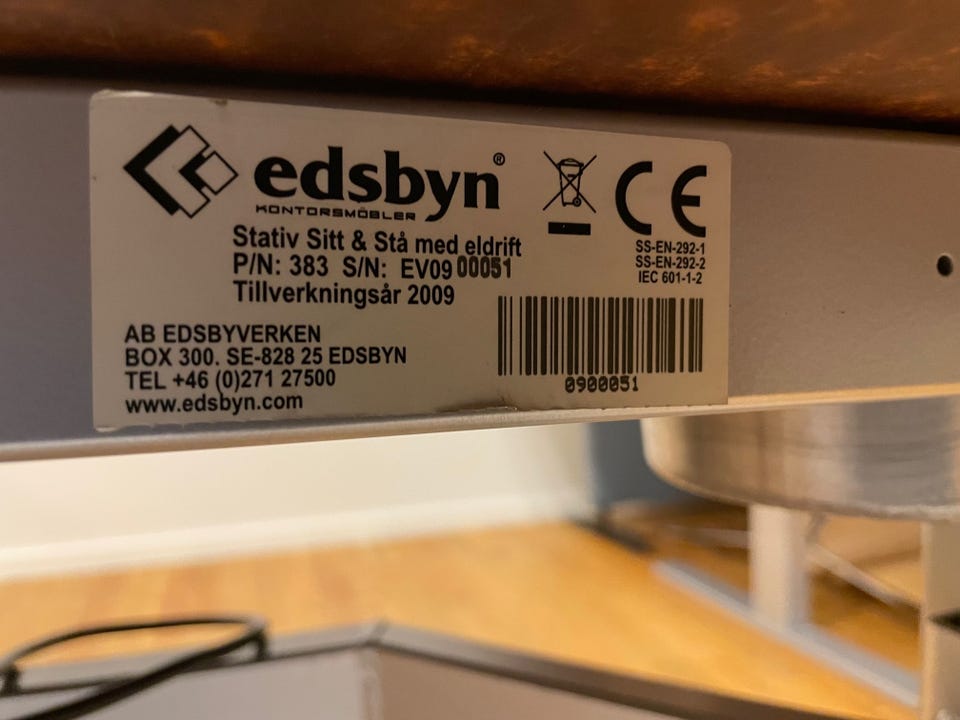 edsbyn®
KONTORSMÖBLER
Stativ Sitt & Stå med eldrift
P/N: 383 S/N: EV09 00051
Tillverkningsår 2009
AB EDSBYVERKEN
BOX 300. SE-828 25 EDSBYN
TEL +46 (0)271 27500
www.edsbyn.com
CE
SS-EN-292-1
SS-EN-292-2
IEC 601-1-2
0900051